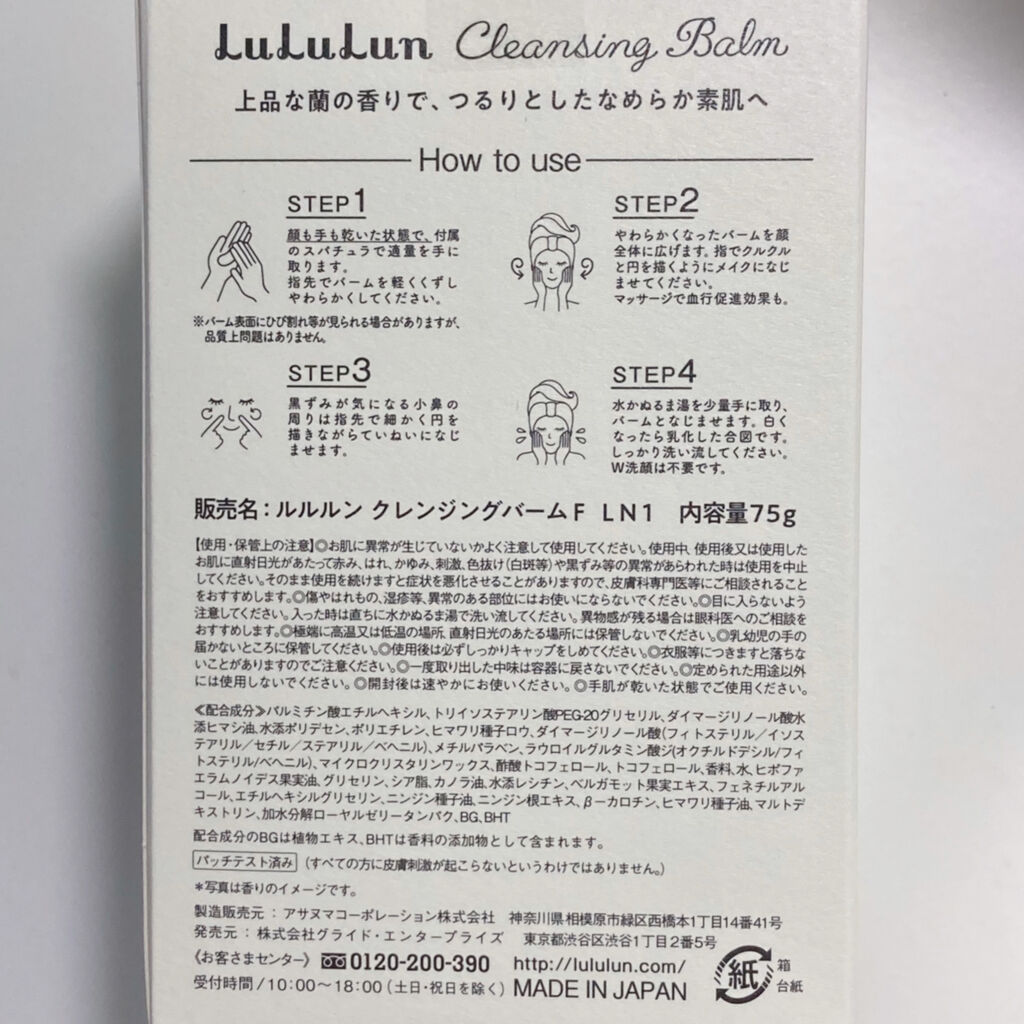 LuLuLun Cleansing Balm
上品な蘭の香りで、つるりとしたなめらか素肌へ
How to use
STEP1
顔も手も乾いた状態で、付属
のスパチュラで適量を手に
取ります。
指先でバームを軽くくずし
やわらかくしてください。
※バーム表面にひび割れ等が見られる場合がありますが、
品質上問題はありません。
STEP2
やわらかくなったバームを顔
全体に広げます。指でクルクル
と円を描くようにメイクになじ
ませてください。
マッサージで血行促進効果も。
STEP3
黒ずみが気になる小鼻の
周りは指先で細かく円を
描きながらていねいになじ
ませます。
STEP4
水かぬるま湯を少量手に取り、
バームとなじませます。白く
なったら乳化した合図です。
しっかり洗い流してください。
W洗顔は不要です。
販売名：ルルルン クレンジングバームF LN1 内容量75g
【使用・保管上の注意】◎お肌に異常が生じていないかよく注意して使用してください。使用中、使用後又は使用した
お肌に直射日光があたって赤み、はれ、かゆみ、刺激、色抜け(白斑等)や黒ずみ等の異常があらわれた時は使用を中止
してください。そのまま使用を続けますと症状を悪化させることがありますので、皮膚科専門医等にご相談されること
をおすすめします。◎傷やはれもの、湿疹等、異常のある部位にはお使いにならないでください。◎目に入らないよう
注意してください。入った時は直ちに水かぬるま湯で洗い流してください。異物感が残る場合は眼科医へのご相談を
おすすめします。◎極端に高温又は低温の場所、直射日光のあたる場所には保管しないでください。◎乳幼児の手の
届かないところに保管してください。◎使用後は必ずしっかりキャップをしめてください。◎衣服等につきますと落ちな
いことがありますのでご注意ください。◎一度取り出した中味は容器に戻さないでください。◎定められた用途以外
には使用しないでください。◎開封後は速やかにお使いください。◎手肌が乾いた状態でご使用ください。
≪配合成分≫パルミチン酸エチルヘキシル、トリイソステアリン酸PEG-20グリセリル、ダイマージリノール酸水
添ヒマシ油、水添ポリデセン、ポリエチレン、ヒマワリ種子ロウ、ダイマージリノール酸(フィトステリル／イソス
テアリル／セチル／ステアリル／ベヘニル)、メチルパラベン、ラウロイルグルタミン酸ジ(オクチルドデシル/フィ
トステリル/ベヘニル)、マイクロクリスタリンワックス、酢酸トコフェロール、トコフェロール、香料、水、ヒポファ
エラムノイデス果実油、グリセリン、シア脂、カノラ油、水添レシチン、ベルガモット果実エキス、フェネチルアル
コール、エチルヘキシルグリセリン、ニンジン種子油、ニンジン根エキス、β-カロチン、ヒマワリ種子油、マルトデ
キストリン、加水分解ローヤルゼリータンパク、BG、BHT
配合成分のBGは植物エキス、BHTは香料の添加物として含まれます。
パッチテスト済み (すべての方に皮膚刺激が起こらないというわけではありません。)
＊写真は香りのイメージです。
製造販売元：アサヌマコーポレーション株式会社 神奈川県相模原市緑区西橋本1丁目14番41号
発売元：株式会社グライド・エンタープライズ 東京都渋谷区渋谷1丁目2番5号
《お客さまセンター》 0120-200-390 http://lululun.com/
受付時間／10:00～18:00(土日・祝日を除く) MADE IN JAPAN
紙 箱
台紙